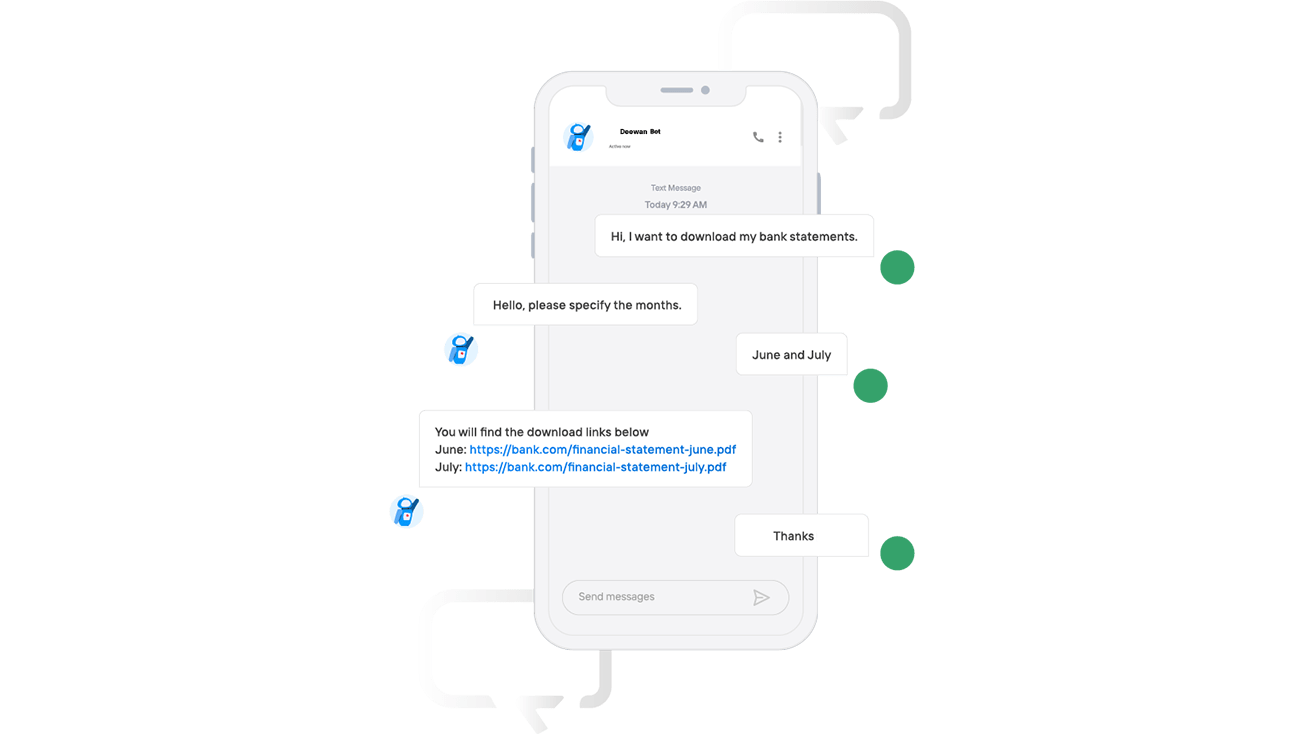 Deewan Bot
Active now
Text Message
Today 9:29 AM
Hi, I want to download my bank statements.
Hello, please specify the months.
June and July
You will find the download links below
June: https://bank.com/financial-statement-june.pdf
July: https://bank.com/financial-statement-july.pdf
Thanks
Send messages